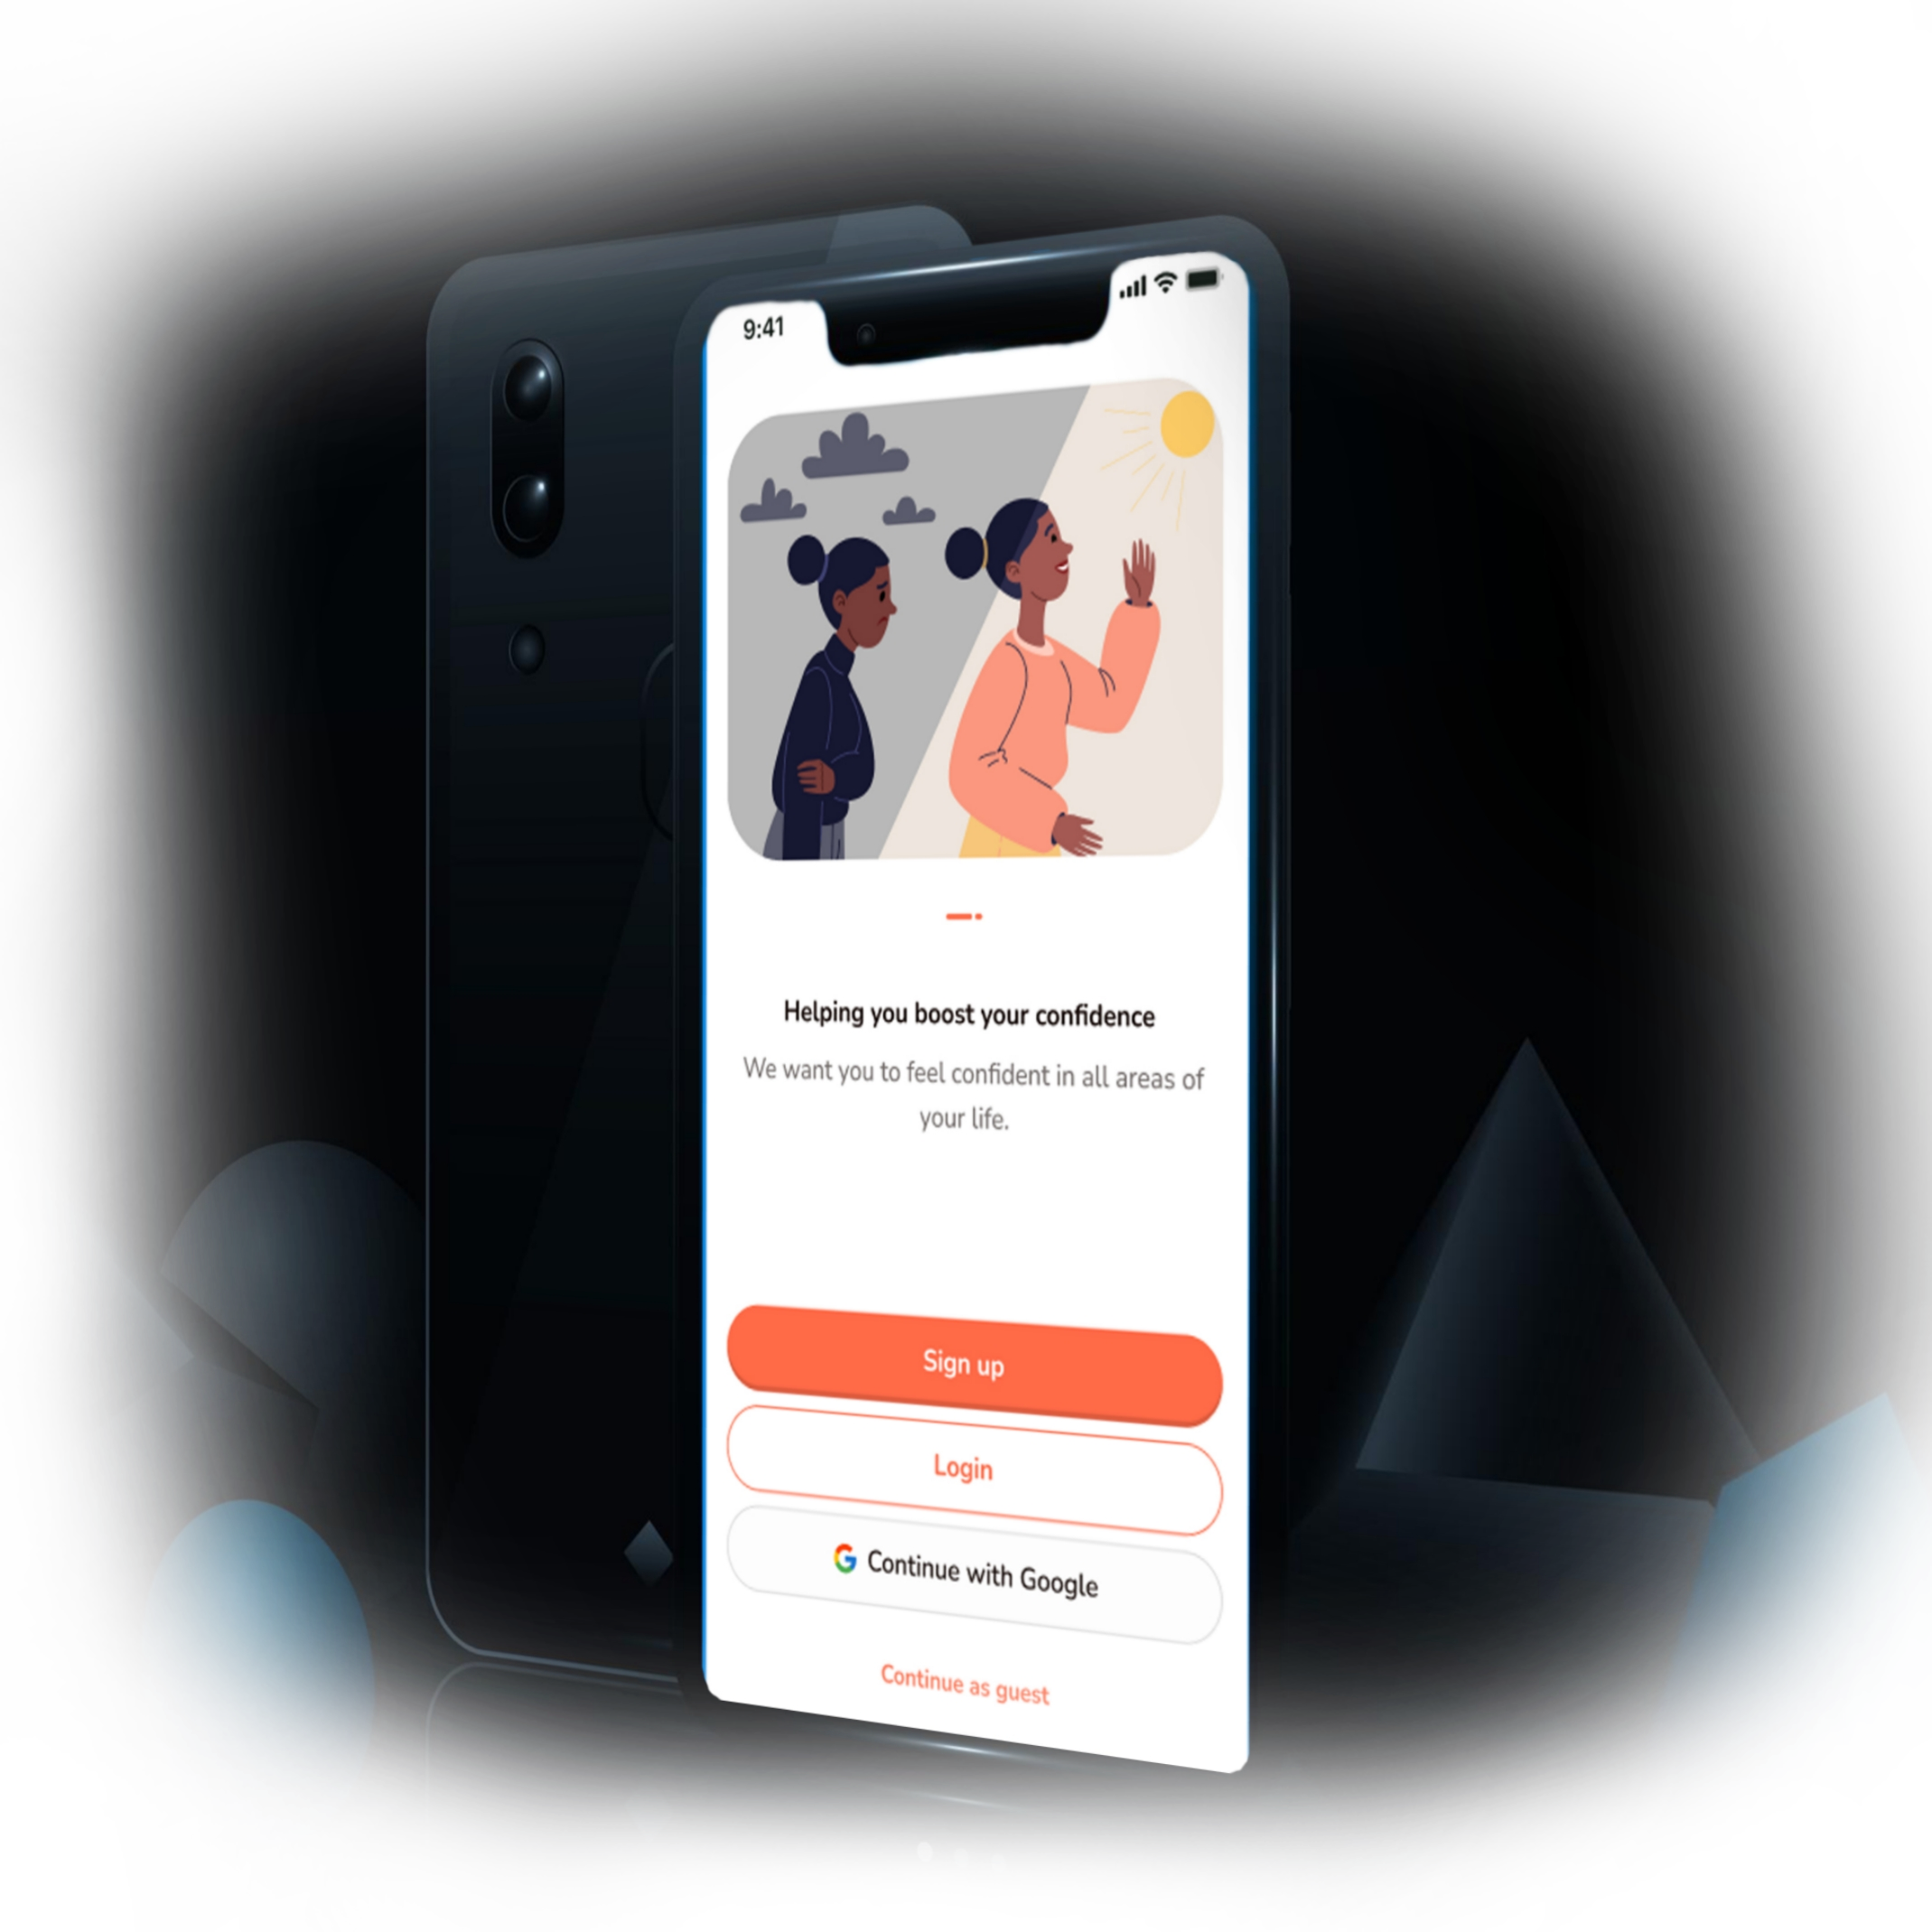 9:41
Helping you boost your confidence
We want you to feel confident in all areas of
your life.
Sign up
Login
Continue with Google
Continue as guest